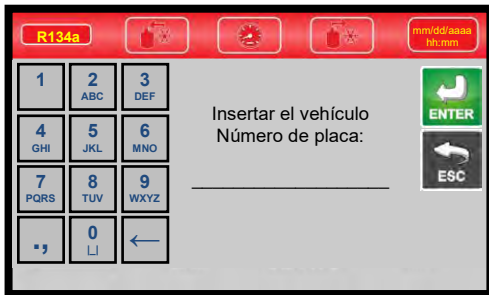 R134a
mm/dd/aaaa
hh:mm
1
2
ABC
3
DEF
4
GHI
5
JKL
6
MNO
7
PQRS
8
TUV
9
WXYZ
.,
0
←
Insertar el vehículo
Número de placa:
ENTER
ESC